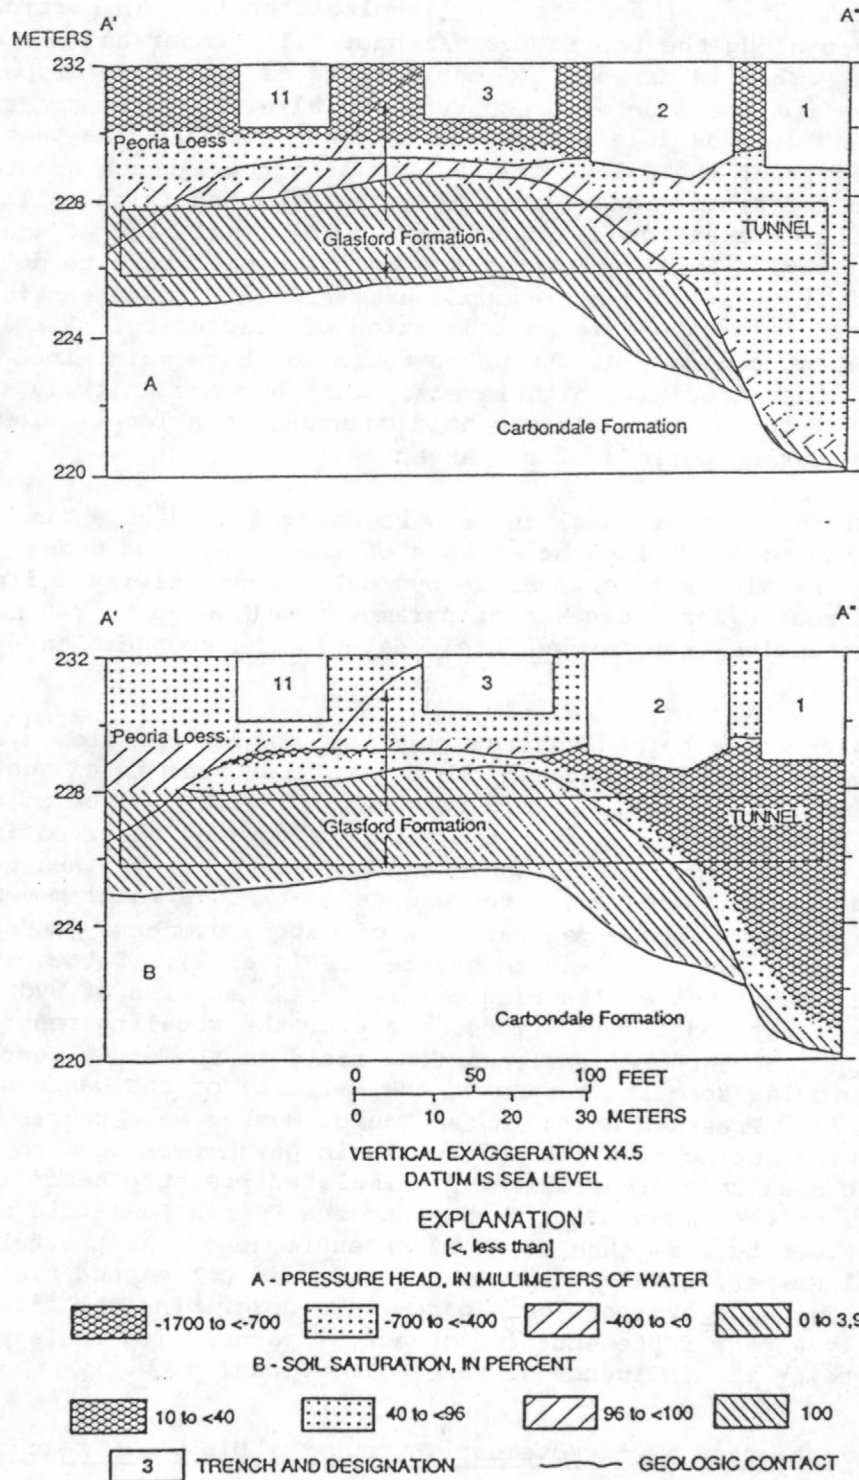 A' A"
METERS
232
11 3 2 1
Peoria Loess
228
Glasford Formation TUNNEL
224
A
Carbondale Formation
220
A' A"
232
11 3 2 1
Peoria Loess
228
Glasford Formation TUNNEL
224
B
Carbondale Formation
220
0 50 100 FEET
0 10 20 30 METERS
VERTICAL EXAGGERATION X4.5
DATUM IS SEA LEVEL
EXPLANATION
[<, less than]
A - PRESSURE HEAD, IN MILLIMETERS OF WATER
-1700 to <-700 -700 to <-400 -400 to <0 0 to 3,9
B - SOIL SATURATION, IN PERCENT
10 to <40 40 to <96 96 to <100 100
3 TRENCH AND DESIGNATION GEOLOGIC CONTACT